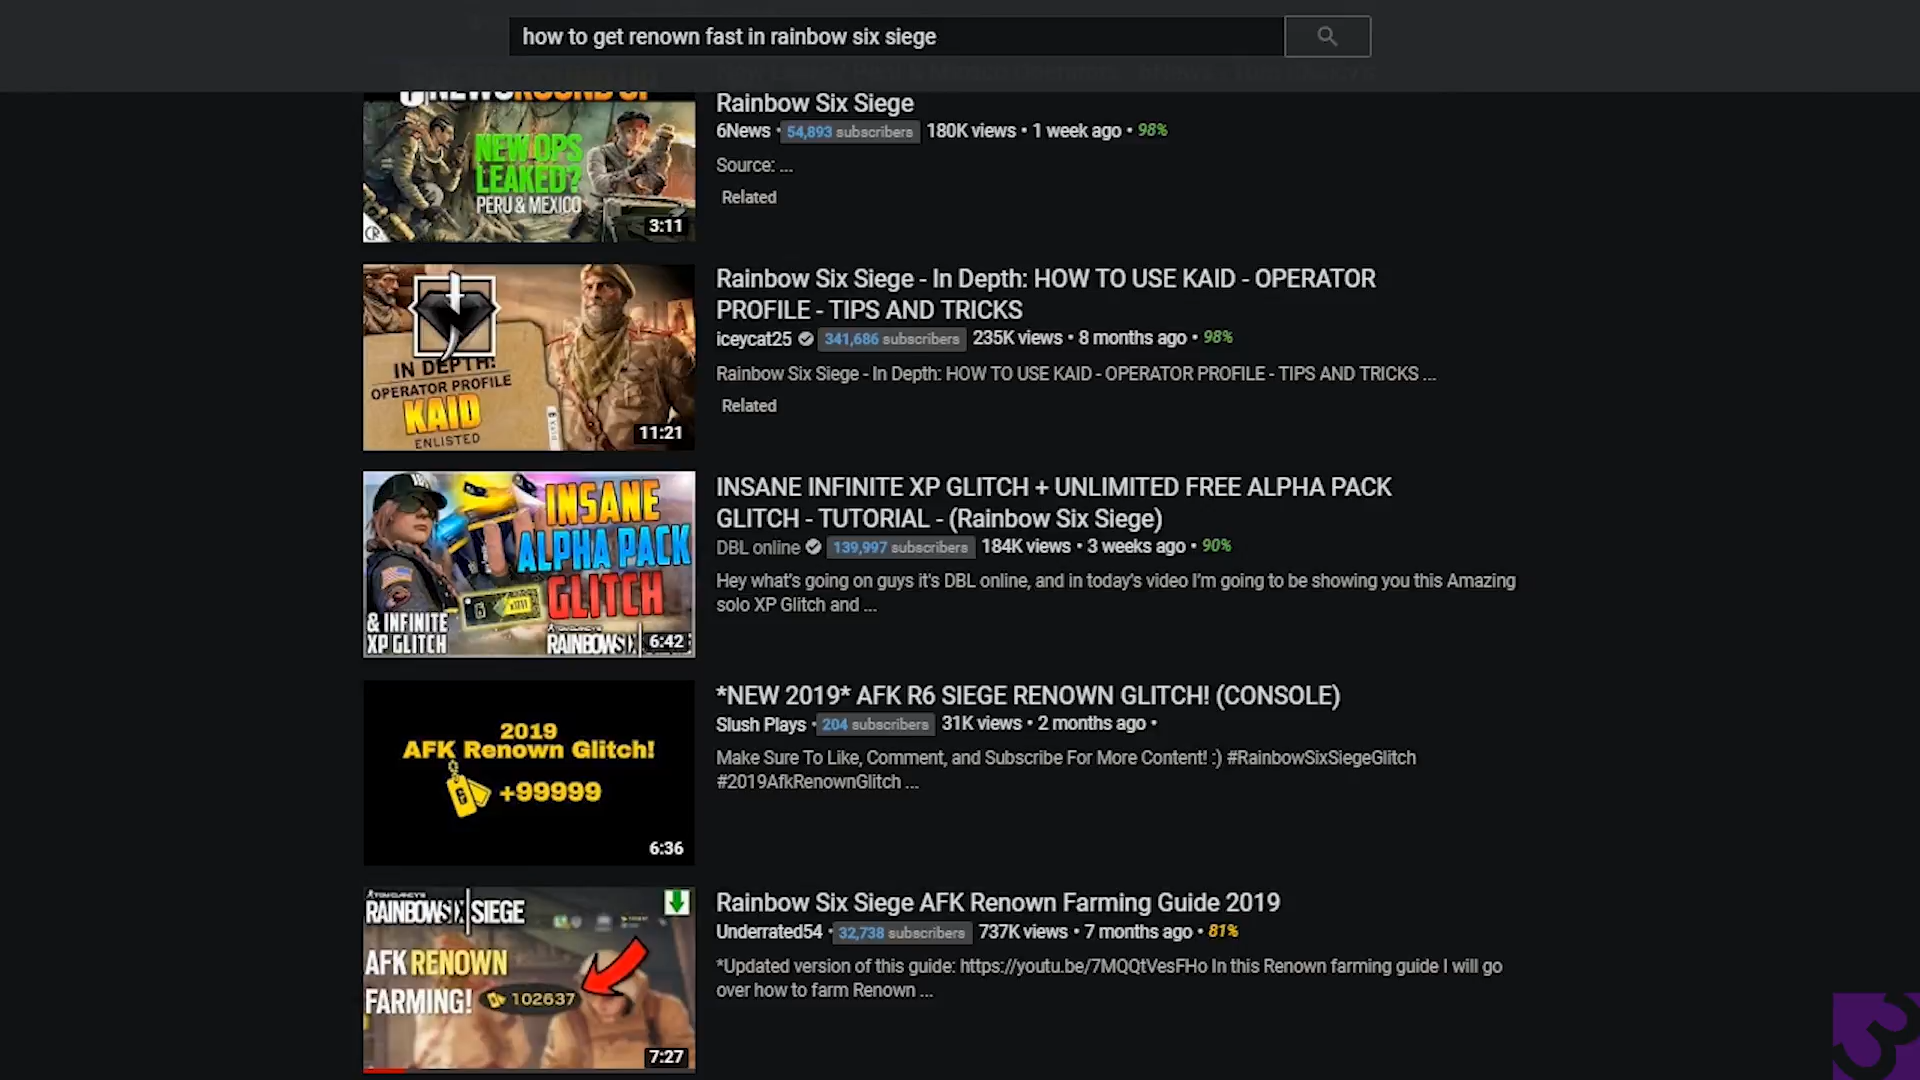 how to get renown fast in rainbow six siege
NEW OPS
LEAKED?
PERU & MEXICO
3:11
Rainbow Six Siege
6News • 54,893 subscribers 180K views • 1 week ago • 98%
Source: ...
Related
IN DEPTH:
OPERATOR PROFILE
KAID
ENLISTED
11:21
Rainbow Six Siege - In Depth: HOW TO USE KAID - OPERATOR
PROFILE - TIPS AND TRICKS
iceycat25 341,686 subscribers 235K views • 8 months ago • 98%
Rainbow Six Siege - In Depth: HOW TO USE KAID - OPERATOR PROFILE - TIPS AND TRICKS ...
Related
INSANE
ALPHA PACK
GLITCH
& INFINITE
XP GLITCH
RAINBOWSIX
6:42
INSANE INFINITE XP GLITCH + UNLIMITED FREE ALPHA PACK
GLITCH - TUTORIAL - (Rainbow Six Siege)
DBL online 139,997 subscribers 184K views • 3 weeks ago • 90%
Hey what's going on guys it's DBL online, and in today's video I'm going to be showing you this Amazing
solo XP Glitch and ...
2019
AFK Renown Glitch!
+99999
6:36
*NEW 2019* AFK R6 SIEGE RENOWN GLITCH! (CONSOLE)
Slush Plays • 204 subscribers 31K views • 2 months ago •
Make Sure To Like, Comment, and Subscribe For More Content! :) #RainbowSixSiegeGlitch
#2019AfkRenownGlitch ...
TOM CLANCY'S
RAINBOWSIX SIEGE
AFK RENOWN
FARMING!
102637
7:27
Rainbow Six Siege AFK Renown Farming Guide 2019
Underrated54 • 32,738 subscribers 737K views • 7 months ago • 81%
*Updated version of this guide: https://youtu.be/7MQQtVesFHo In this Renown farming guide I will go
over how to farm Renown ...